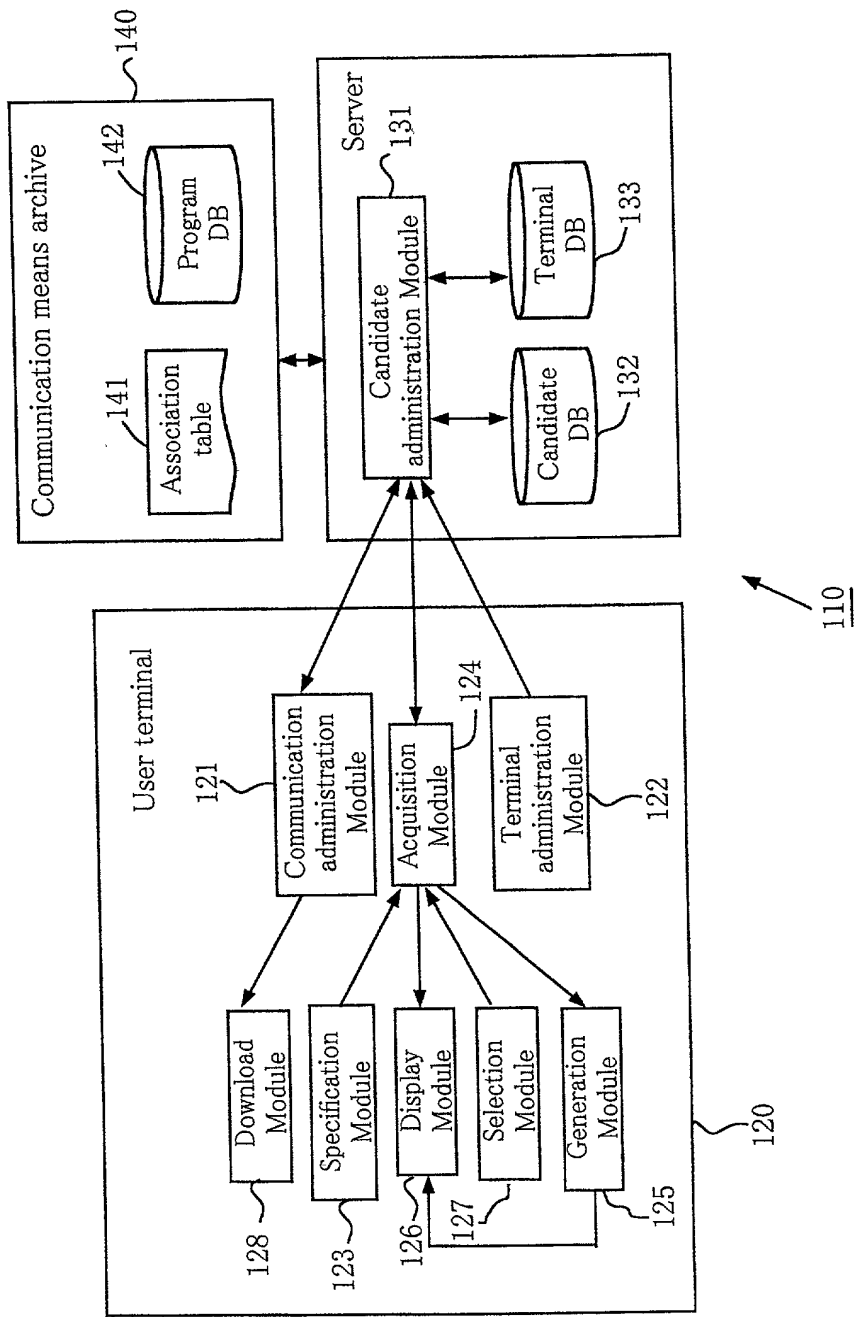 User terminal
128
Download
Module
123
Specification
Module
126
Display
Module
127
Selection
Module
125
Generation
Module
121
Communication
administration
Module
Acquisition
Module
124
Terminal
administration
Module
122
120
Communication means archive
140
141
Association
table
142
Program
DB
Server
131
Candidate
administration Module
Candidate
DB
132
Terminal
DB
133
110